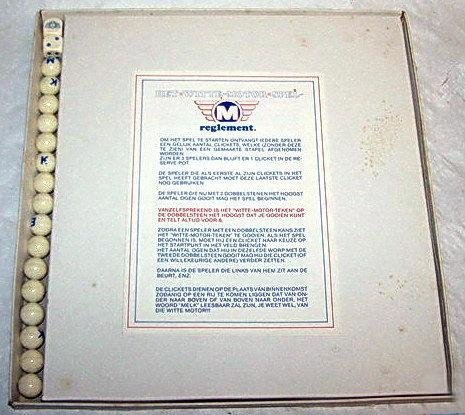 HET-WITTE-MOTOR-SPEL
M
reglement.
OM HET SPEL TE STARTEN ONTVANGT IEDERE SPELER
EEN GELIJK AANTAL CLICKETS, WELKE (ZONDER DEZE
TE ZIEN) VAN EEN GEMAAKTE STAPEL AFGENOMEN
WORDEN.
ZIJN ER 3 SPELERS DAN BLIJFT ER 1 CLICKET IN DE RE-
SERVE POT.
DE SPELER DIE ALS EERSTE AL ZIJN CLICKETS IN HET
SPEL HEEFT GEBRACHT MOET DEZE LAATSTE CLICKET
NOG GEBRUIKEN
DE SPELER DIE NU MET 2 DOBBELSTENEN HET HOOGST
AANTAL OGEN GOOIT MAG HET SPEL BEGINNEN.
VANZELFSPREKEND IS HET "WITTE-MOTOR-TEKEN" OP
DE DOBBELSTEEN HET HOOGST DAT JE GOOIEN KUNT
EN TELT ALTIJD VOOR 6.
ZODRA EEN SPELER MET EEN DOBBELSTEEN KANS ZIET
HET "WITTE-MOTOR-TEKEN" TE GOOIEN, ALS HET SPEL
BEGONNEN IS, MOET HIJ EEN CLICKET NAAR KEUZE OP
HET STARTPUNT IN HET VELD BRENGEN.
HET AANTAL OGEN DAT HIJ IN DEZELFDE WORP MET DE
TWEEDE DOBBELSTEEN GOOIT MAG HIJ DIE CLICKET (OF
EEN WILLEKEURIGE ANDERE) VERDER ZETTEN.
DAARNA IS DE SPELER DIE LINKS VAN HEM ZIT AAN DE
BEURT, ENZ.
DE CLICKETS DIENEN OP DE PLAATS VAN BINNENKOMST
ZODANIG OP EEN RIJ TE KOMEN LIGGEN DAT VAN ON-
DER NAAR BOVEN OF VAN BOVEN NAAR ONDER, HET
WOORD "MELK" LEESBAAR ZAL ZIJN, JE WEET WEL, VAN
DIE WITTE MOTOR!!!
K